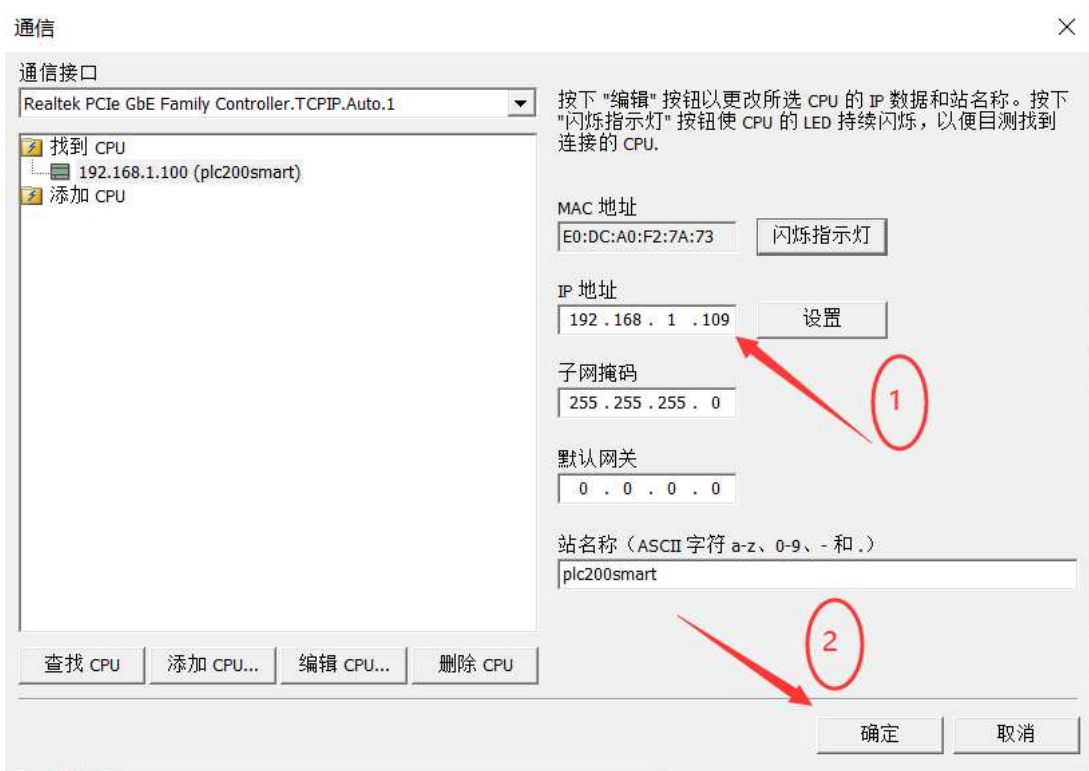 通信
通信接口
Realtek PCIe GbE Family Controller.TCPIP.Auto.1
找到 CPU
192.168.1.100 (plc200smart)
添加 CPU
按下 "编辑" 按钮以更改所选 CPU 的 IP 数据和站名称。按下
"闪烁指示灯" 按钮使 CPU 的 LED 持续闪烁，以便目测找到
连接的 CPU.
MAC 地址
E0:DC:A0:F2:7A:73
闪烁指示灯
IP 地址
192 . 168 . 1 . 109
设置
子网掩码
255 . 255 . 255 . 0
1
默认网关
0 . 0 . 0 . 0
站名称（ASCII 字符 a-z、0-9、- 和 .）
plc200smart
2
查找 CPU
添加 CPU...
编辑 CPU...
删除 CPU
确定
取消